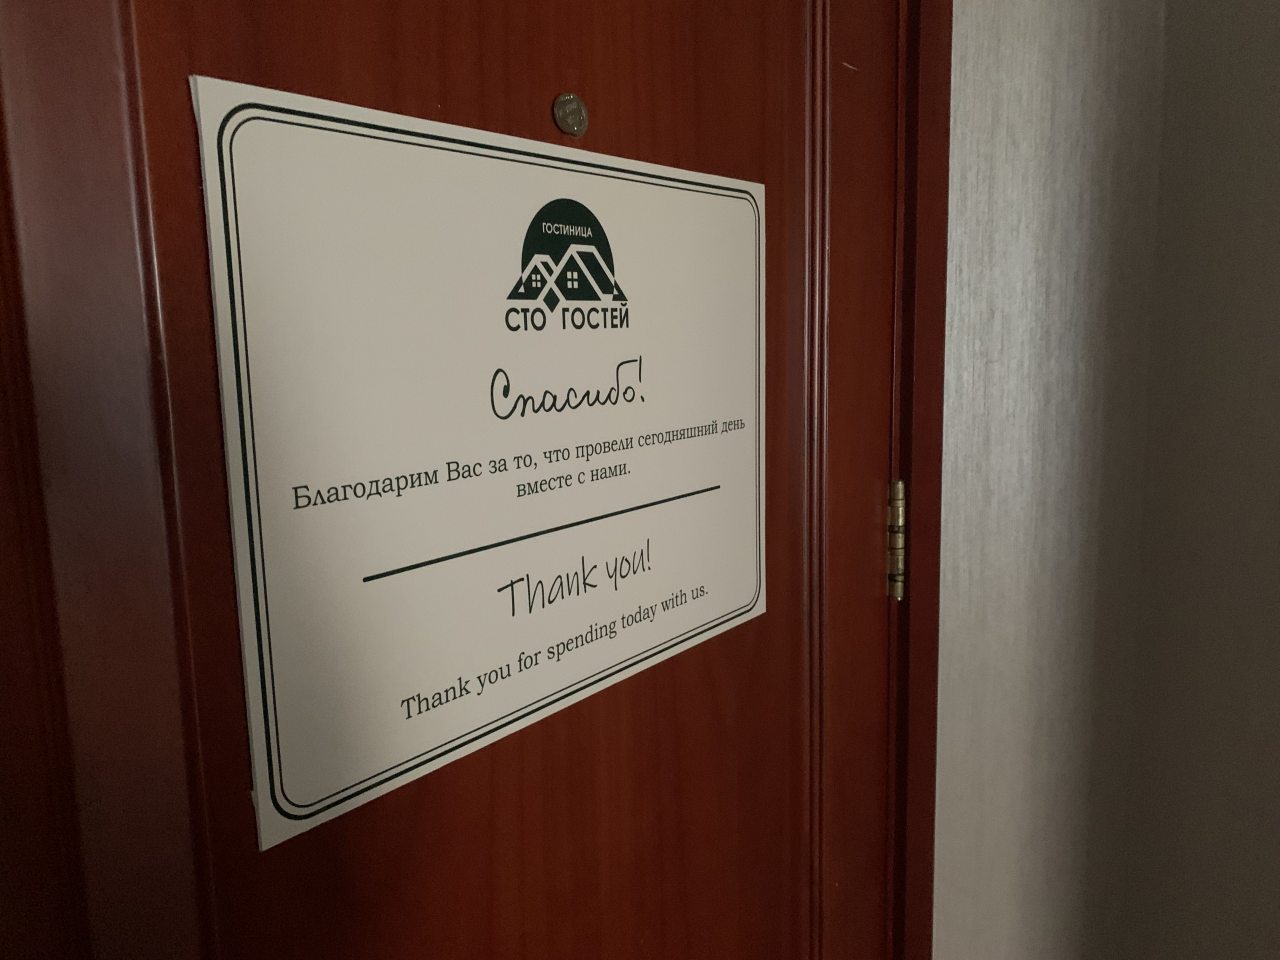 ГОСТИНИЦА
СТО ГОСТЕЙ
Спасибо!
Благодарим Вас за то, что провели сегодняшний день
вместе с нами.
Thank you!
Thank you for spending today with us.